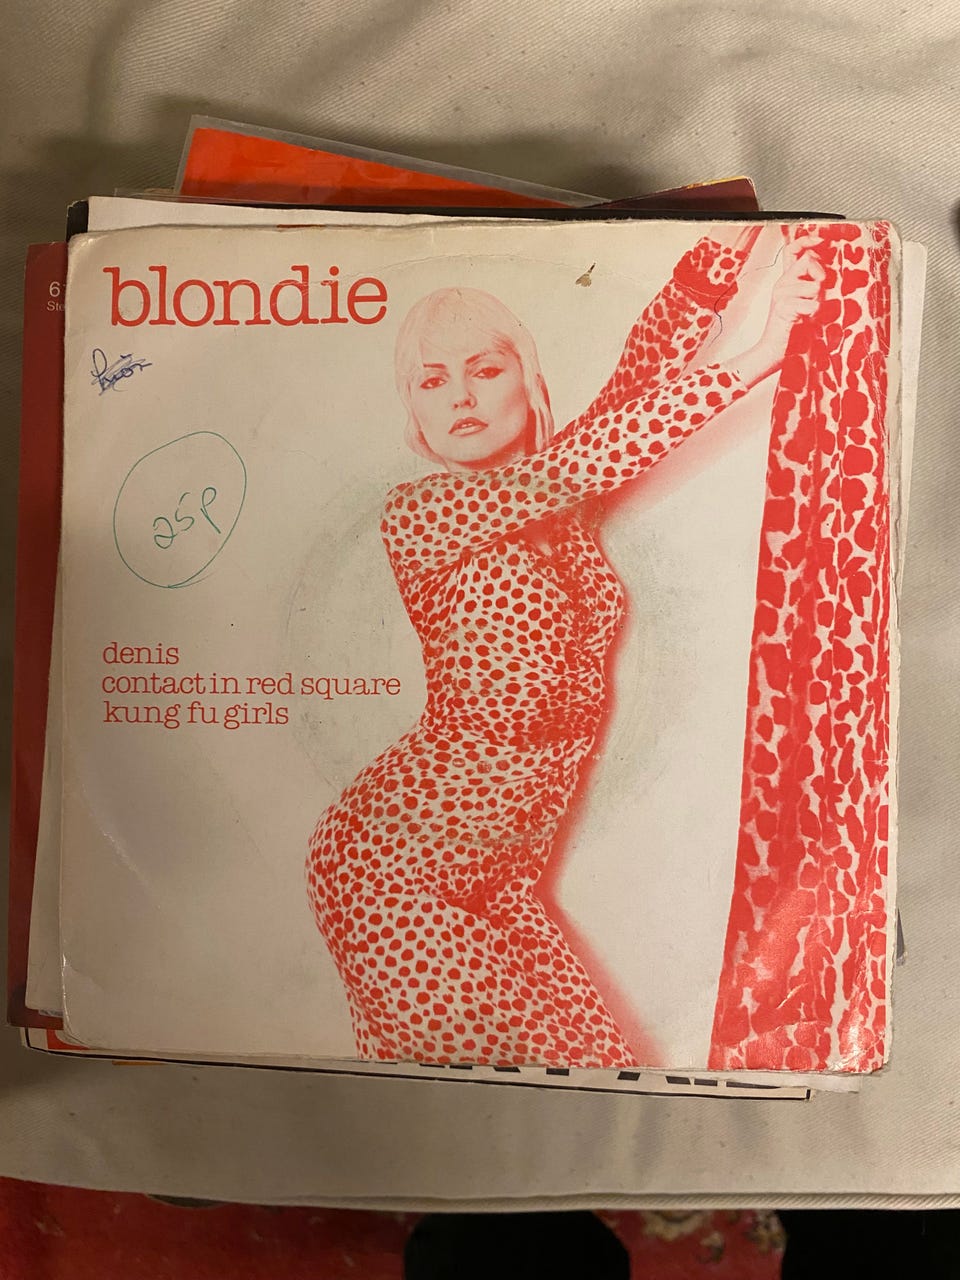 blondie
25p
denis
contact in red square
kung fu girls